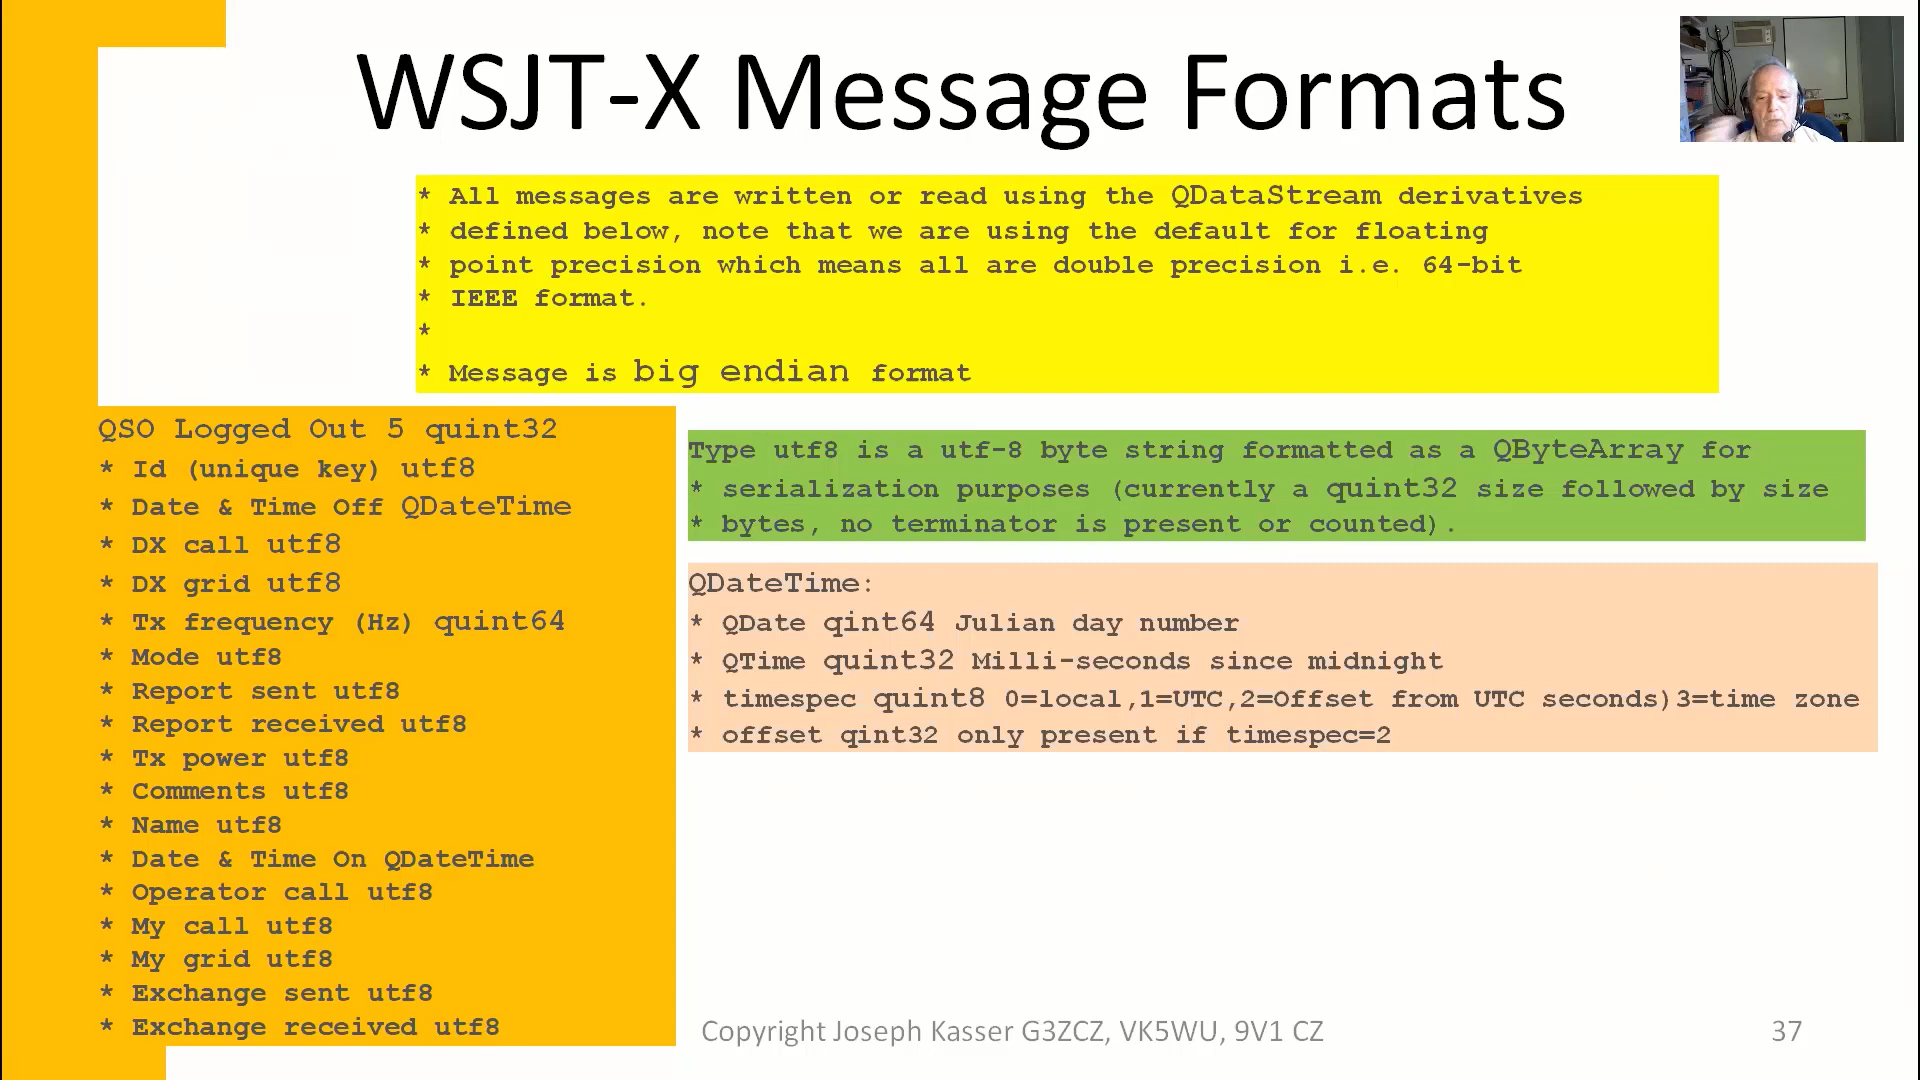 WSJT-X Message Formats
* All messages are written or read using the QDataStream derivatives
* defined below, note that we are using the default for floating
* point precision which means all are double precision i.e. 64-bit
* IEEE format.
*
* Message is big endian format
QSO Logged Out 5 quint32
* Id (unique key) utf8
* Date & Time Off QDateTime
* DX call utf8
* DX grid utf8
* Tx frequency (Hz) quint64
* Mode utf8
* Report sent utf8
* Report received utf8
* Tx power utf8
* Comments utf8
* Name utf8
* Date & Time On QDateTime
* Operator call utf8
* My call utf8
* My grid utf8
* Exchange sent utf8
* Exchange received utf8
Type utf8 is a utf-8 byte string formatted as a QByteArray for
* serialization purposes (currently a quint32 size followed by size
* bytes, no terminator is present or counted).
QDateTime:
* QDate qint64 Julian day number
* QTime quint32 Milli-seconds since midnight
* timespec quint8 0=local,1=UTC,2=Offset from UTC seconds)3=time zone
* offset qint32 only present if timespec=2
Copyright Joseph Kasser G3ZCZ, VK5WU, 9V1 CZ
37